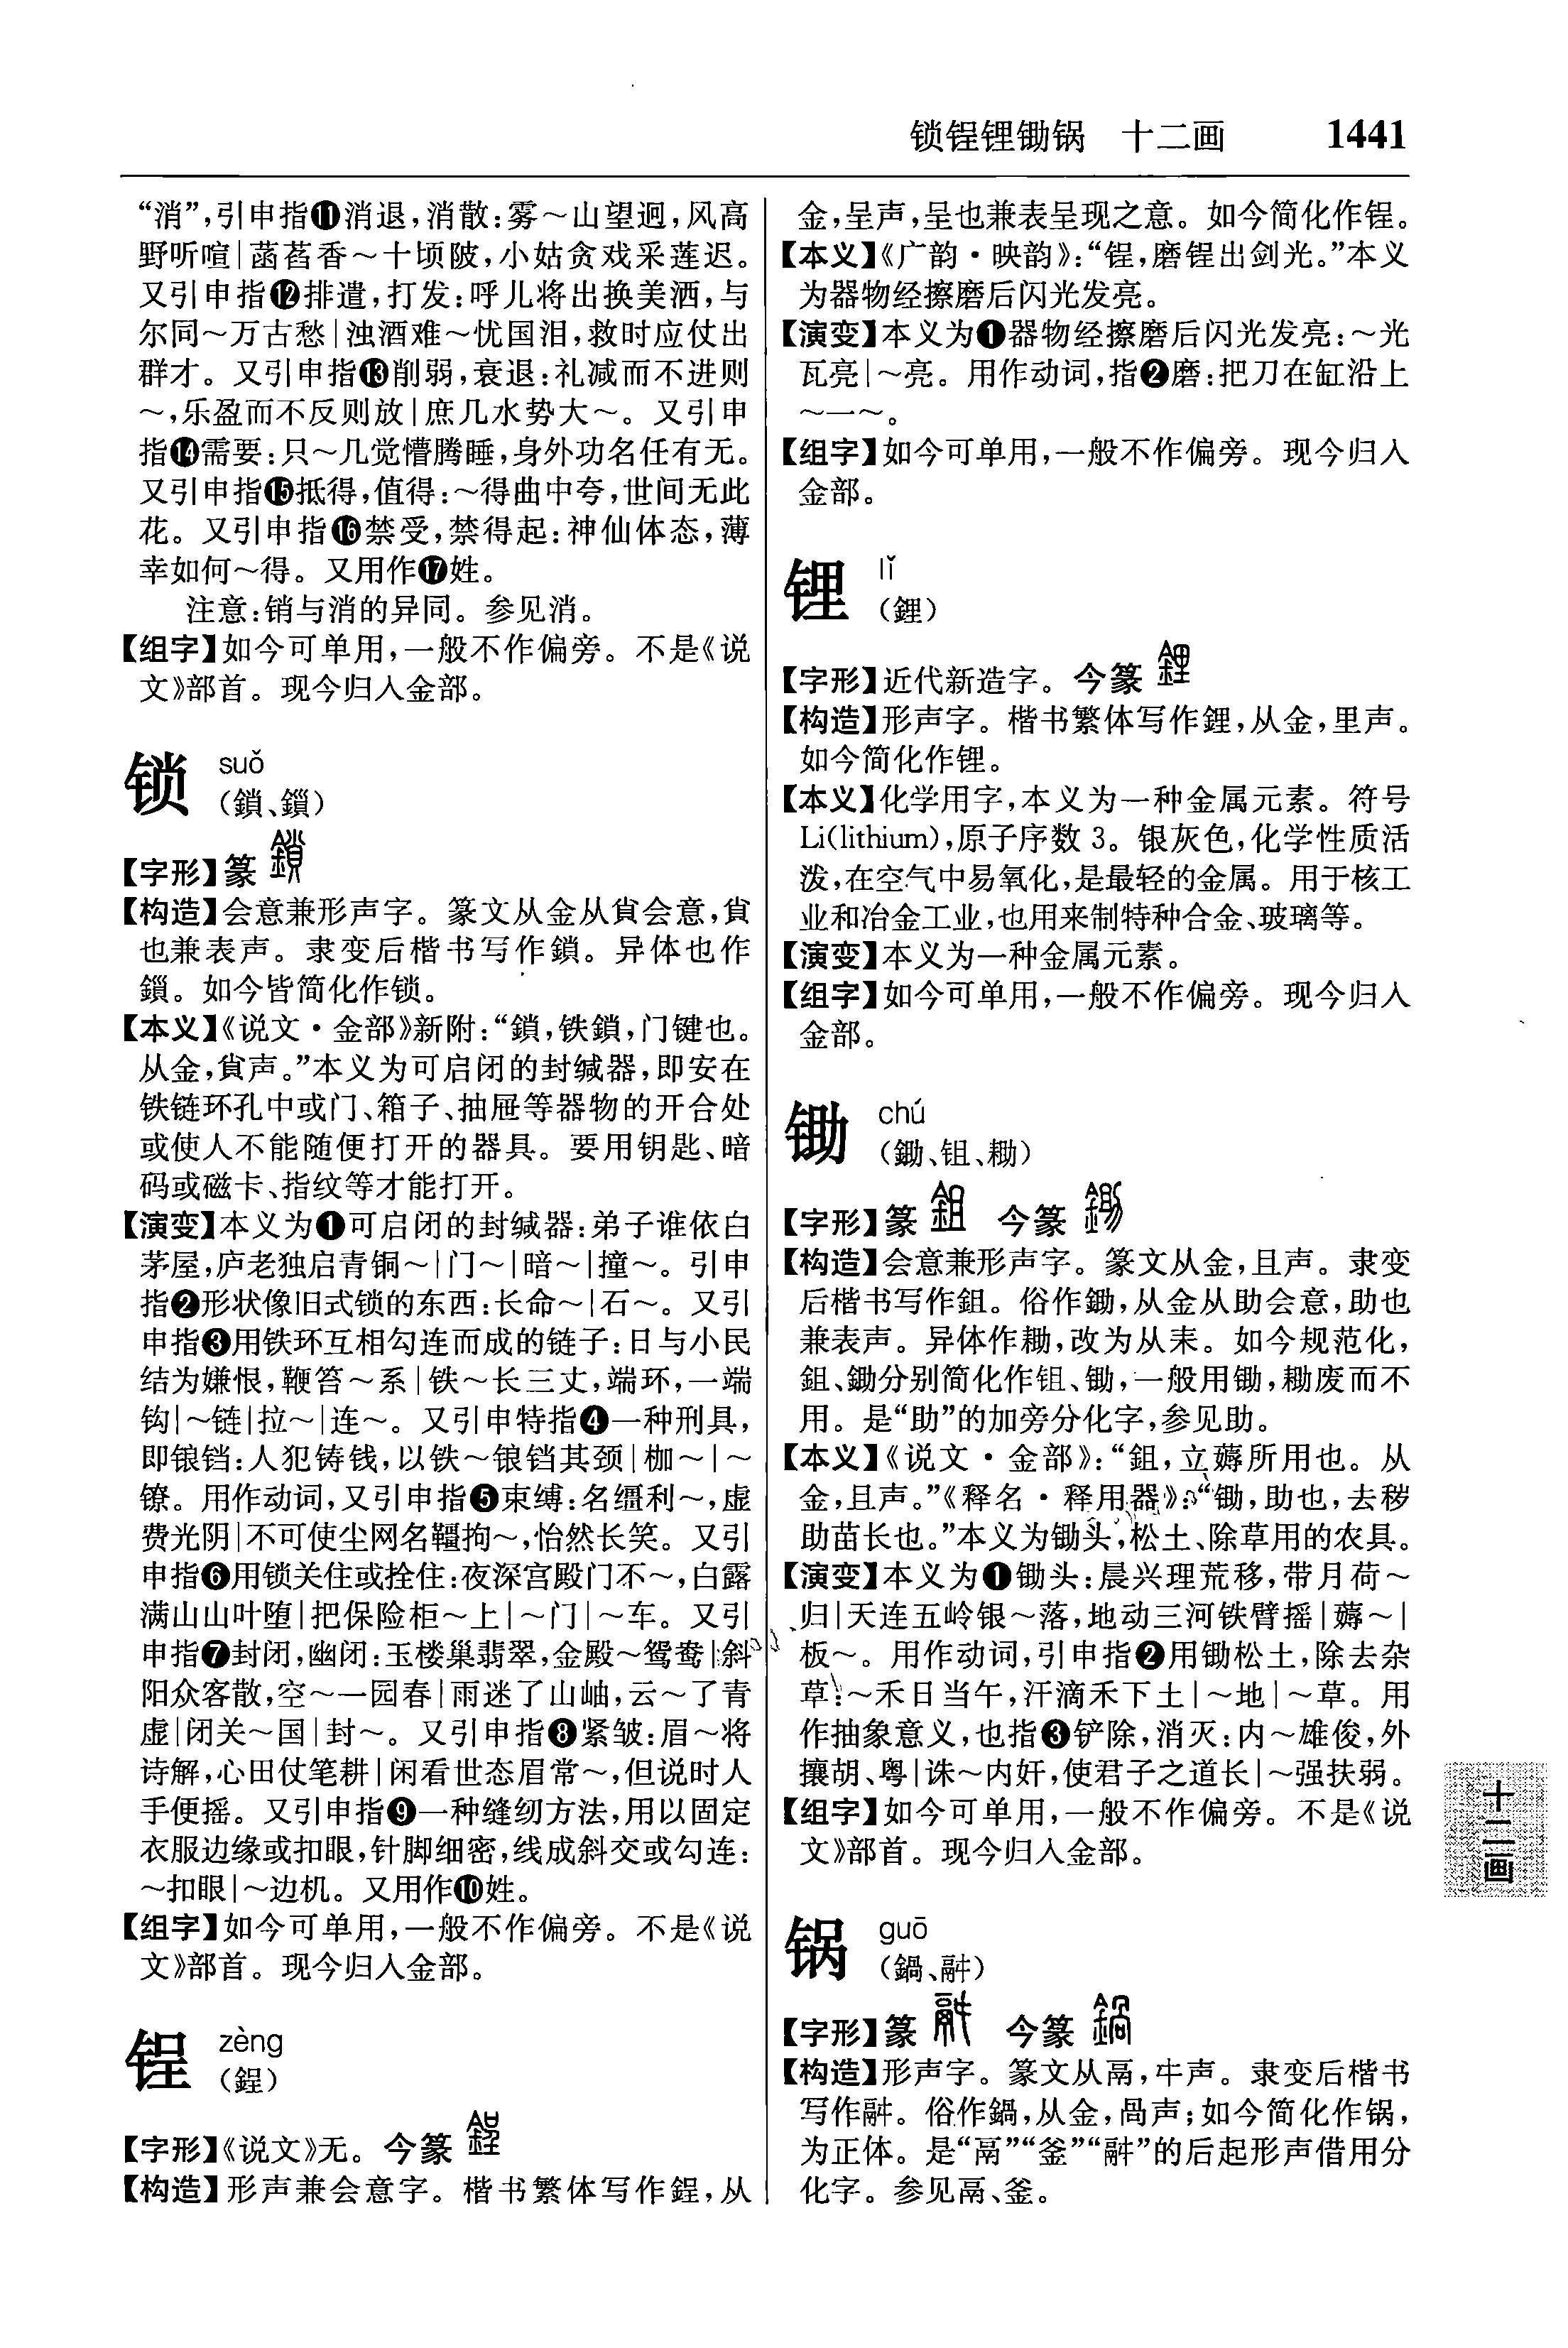 锁锃锂锄锅　十二画　1441
“消”,引申指⓫消退,消散:雾～山望迥,风高
野听喧|菡萏香～十顷陂,小姑贪戏采莲迟。
又引申指⓬排遣,打发:呼儿将出换美酒,与
尔同～万古愁|浊酒难～忧国泪,救时应仗出
群才。又引申指⓭削弱,衰退:礼减而不进则
～,乐盈而不反则放|庶几水势大～。又引申
指⓮需要:只～几觉懵腾睡,身外功名任有无。
又引申指⓯抵得,值得:～得曲中夸,世间无此
花。又引申指⓰禁受,禁得起:神仙体态,薄
幸如何～得。又用作⓱姓。
注意:销与消的异同。参见消。
【组字】如今可单用,一般不作偏旁。不是《说
文》部首。现今归入金部。
锁 suǒ
(鎖、鏁)
【字形】篆
【构造】会意兼形声字。篆文从金从貟会意,貟
也兼表声。隶变后楷书写作鎖。异体也作
鏁。如今皆简化作锁。
【本义】《说文·金部》新附:“鎖,铁鎖,门键也。
从金,貟声。”本义为可启闭的封缄器,即安在
铁链环孔中或门、箱子、抽屉等器物的开合处
或使人不能随便打开的器具。要用钥匙、暗
码或磁卡、指纹等才能打开。
【演变】本义为❶可启闭的封缄器:弟子谁依白
茅屋,庐老独启青铜～|门～|暗～|撞～。引申
指❷形状像旧式锁的东西:长命～|石～。又引
申指❸用铁环互相勾连而成的链子:日与小民
结为嫌恨,鞭笞～系|铁～长三丈,端环,一端
钩|～链|拉～|连～。又引申特指❹一种刑具,
即锒铛:人犯铸钱,以铁～锒铛其颈|枷～|～
镣。用作动词,又引申指❺束缚:名缰利～,虚
费光阴|不可使尘网名韁拘～,怡然长笑。又引
申指❻用锁关住或拴住:夜深宫殿门不～,白露
满山山叶堕|把保险柜～上|～门|～车。又引
申指❼封闭,幽闭:玉楼巢翡翠,金殿～鸳鸯|斜
阳众客散,空～一园春|雨迷了山岫,云～了青
虚|闭关～国|封～。又引申指❽紧皱:眉～将
诗解,心田仗笔耕|闲看世态眉常～,但说时人
手便摇。又引申指❾一种缝纫方法,用以固定
衣服边缘或扣眼,针脚细密,线成斜交或勾连:
～扣眼|～边机。又用作❿姓。
【组字】如今可单用,一般不作偏旁。不是《说
文》部首。现今归入金部。
锃 zèng
(鋥)
【字形】《说文》无。今篆
【构造】形声兼会意字。楷书繁体写作鋥,从
金,呈声,呈也兼表呈现之意。如今简化作锃。
【本义】《广韵·映韵》:“锃,磨锃出剑光。”本义
为器物经擦磨后闪光发亮。
【演变】本义为❶器物经擦磨后闪光发亮:～光
瓦亮|～亮。用作动词,指❷磨:把刀在缸沿上
～一～。
【组字】如今可单用,一般不作偏旁。现今归入
金部。
锂 lǐ
(鋰)
【字形】近代新造字。今篆
【构造】形声字。楷书繁体写作鋰,从金,里声。
如今简化作锂。
【本义】化学用字,本义为一种金属元素。符号
Li(lithium),原子序数3。银灰色,化学性质活
泼,在空气中易氧化,是最轻的金属。用于核工
业和冶金工业,也用来制特种合金、玻璃等。
【演变】本义为一种金属元素。
【组字】如今可单用,一般不作偏旁。现今归入
金部。
锄 chú
(鋤、钼、耡)
【字形】篆　今篆
【构造】会意兼形声字。篆文从金,且声。隶变
后楷书写作鉏。俗作鋤,从金从助会意,助也
兼表声。异体作耡,改为从耒。如今规范化,
鉏、鋤分别简化作钼、锄,一般用锄,耡废而不
用。是“助”的加旁分化字,参见助。
【本义】《说文·金部》:“鉏,立薅所用也。从
金,且声。”《释名·释用器》:“锄,助也,去秽
助苗长也。”本义为锄头,松土、除草用的农具。
【演变】本义为❶锄头:晨兴理荒移,带月荷～
归|天连五岭银～落,地动三河铁臂摇|薅～|
板～。用作动词,引申指❷用锄松土,除去杂
草:～禾日当午,汗滴禾下土|～地|～草。用
作抽象意义,也指❸铲除,消灭:内～雄俊,外
攘胡、粤|诛～内奸,使君子之道长|～强扶弱。
【组字】如今可单用,一般不作偏旁。不是《说
文》部首。现今归入金部。
锅 guō
(鍋、鬴)
【字形】篆　今篆
【构造】形声字。篆文从鬲,㐄声。隶变后楷书
写作。俗作鍋,从金,咼声;如今简化作锅,
为正体。是“鬲”“釜”“”的后起形声借用分
化字。参见鬲、釜。
十二画